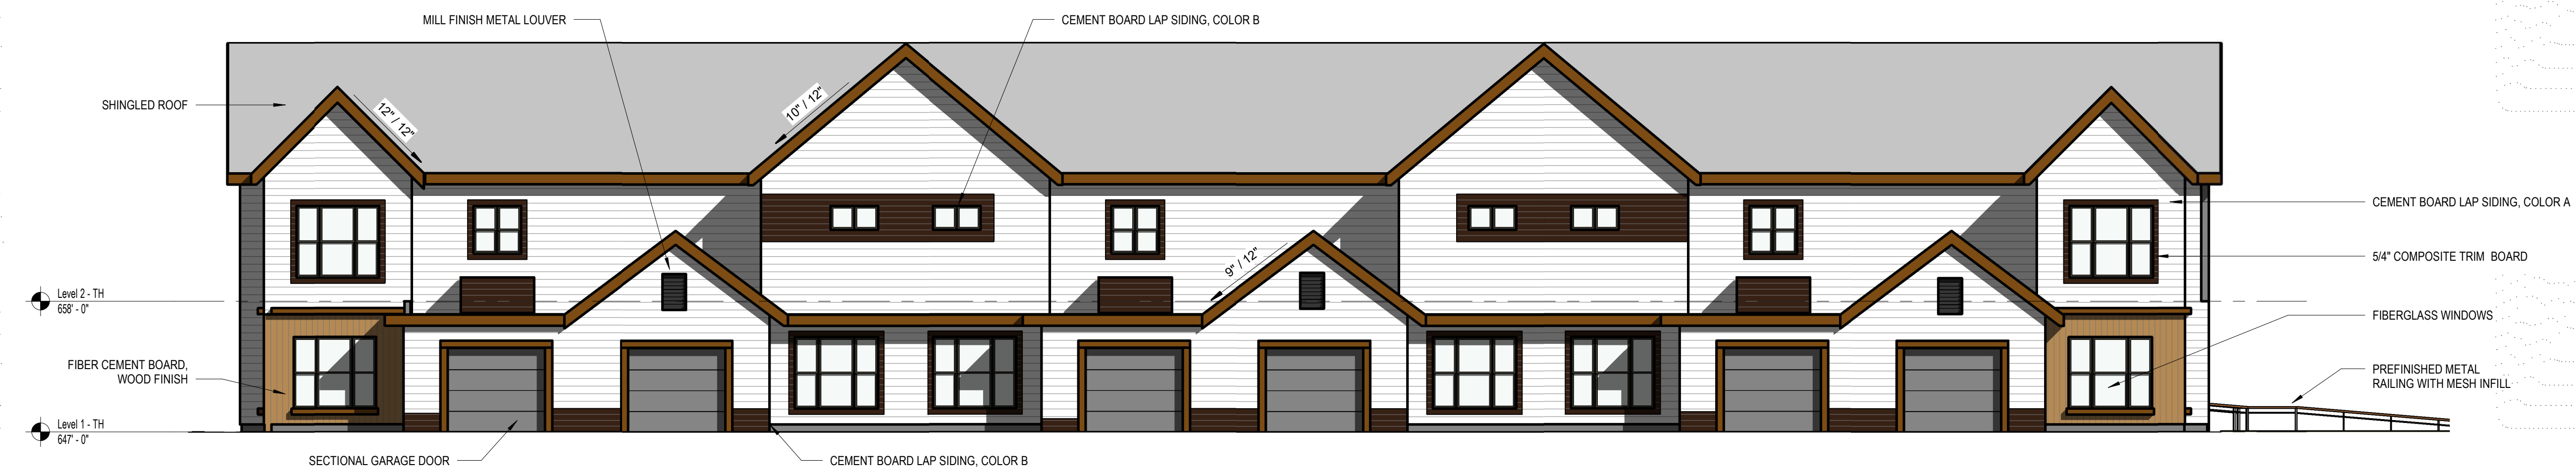 MILL FINISH METAL LOUVER
CEMENT BOARD LAP SIDING, COLOR B
SHINGLED ROOF
12" / 12"
10" / 12"
CEMENT BOARD LAP SIDING, COLOR A
9" / 12"
5/4" COMPOSITE TRIM BOARD
Level 2 - TH
658' - 0"
FIBERGLASS WINDOWS
FIBER CEMENT BOARD,
WOOD FINISH
PREFINISHED METAL
RAILING WITH MESH INFILL
Level 1 - TH
647' - 0"
SECTIONAL GARAGE DOOR
CEMENT BOARD LAP SIDING, COLOR B